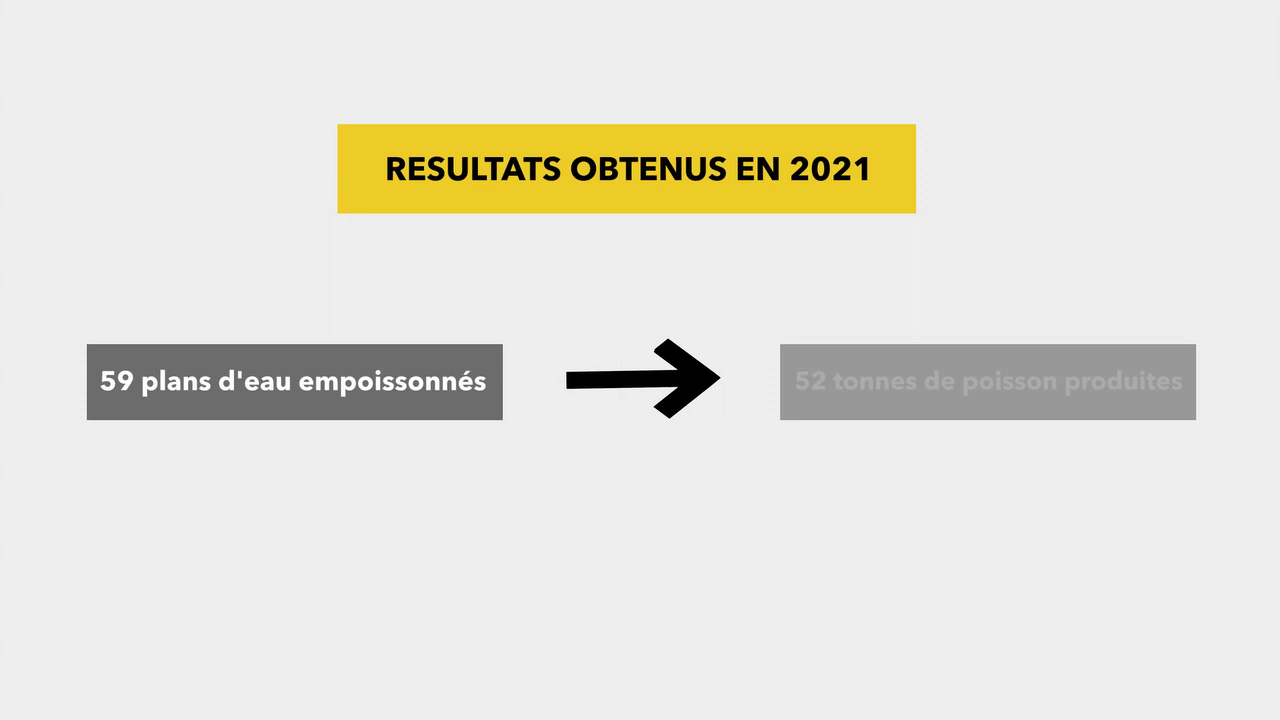 RESULTATS OBTENUS EN 2021
59 plans d'eau empoissonnés
52 tonnes de poisson produites